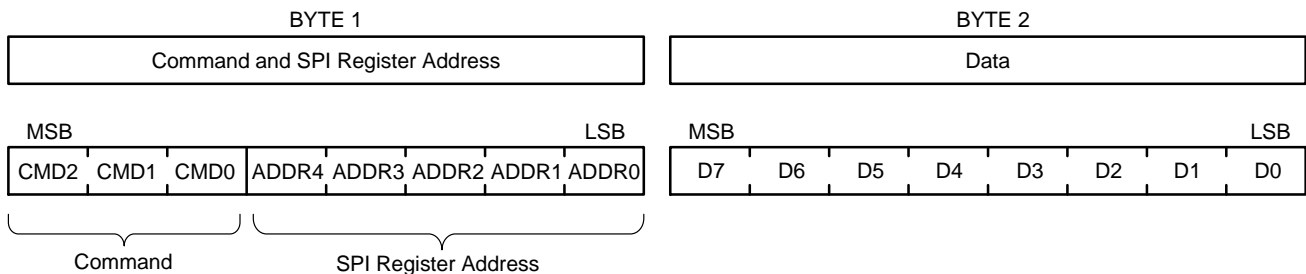 BYTE 1 BYTE 2
Command and SPI Register Address Data
MSB LSB MSB LSB
CMD2 CMD1 CMD0 ADDR4 ADDR3 ADDR2 ADDR1 ADDR0 D7 D6 D5 D4 D3 D2 D1 D0
Command SPI Register Address